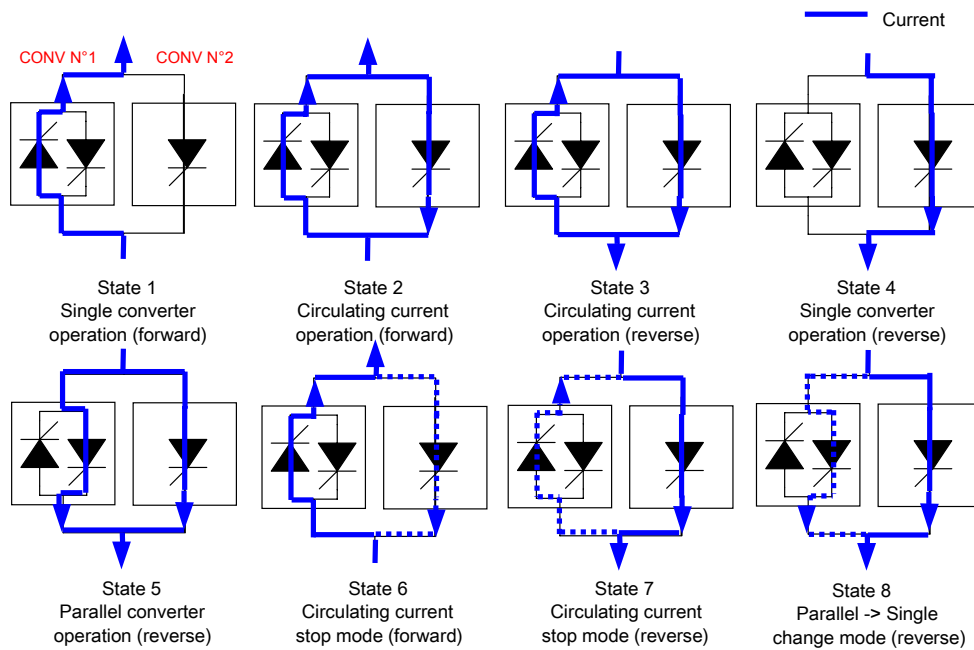 Current
CONV N°1
CONV N°2
State 1
Single converter
operation (forward)
State 2
Circulating current
operation (forward)
State 3
Circulating current
operation (reverse)
State 4
Single converter
operation (reverse)
State 5
Parallel converter
operation (reverse)
State 6
Circulating current
stop mode (forward)
State 7
Circulating current
stop mode (reverse)
State 8
Parallel -> Single
change mode (reverse)